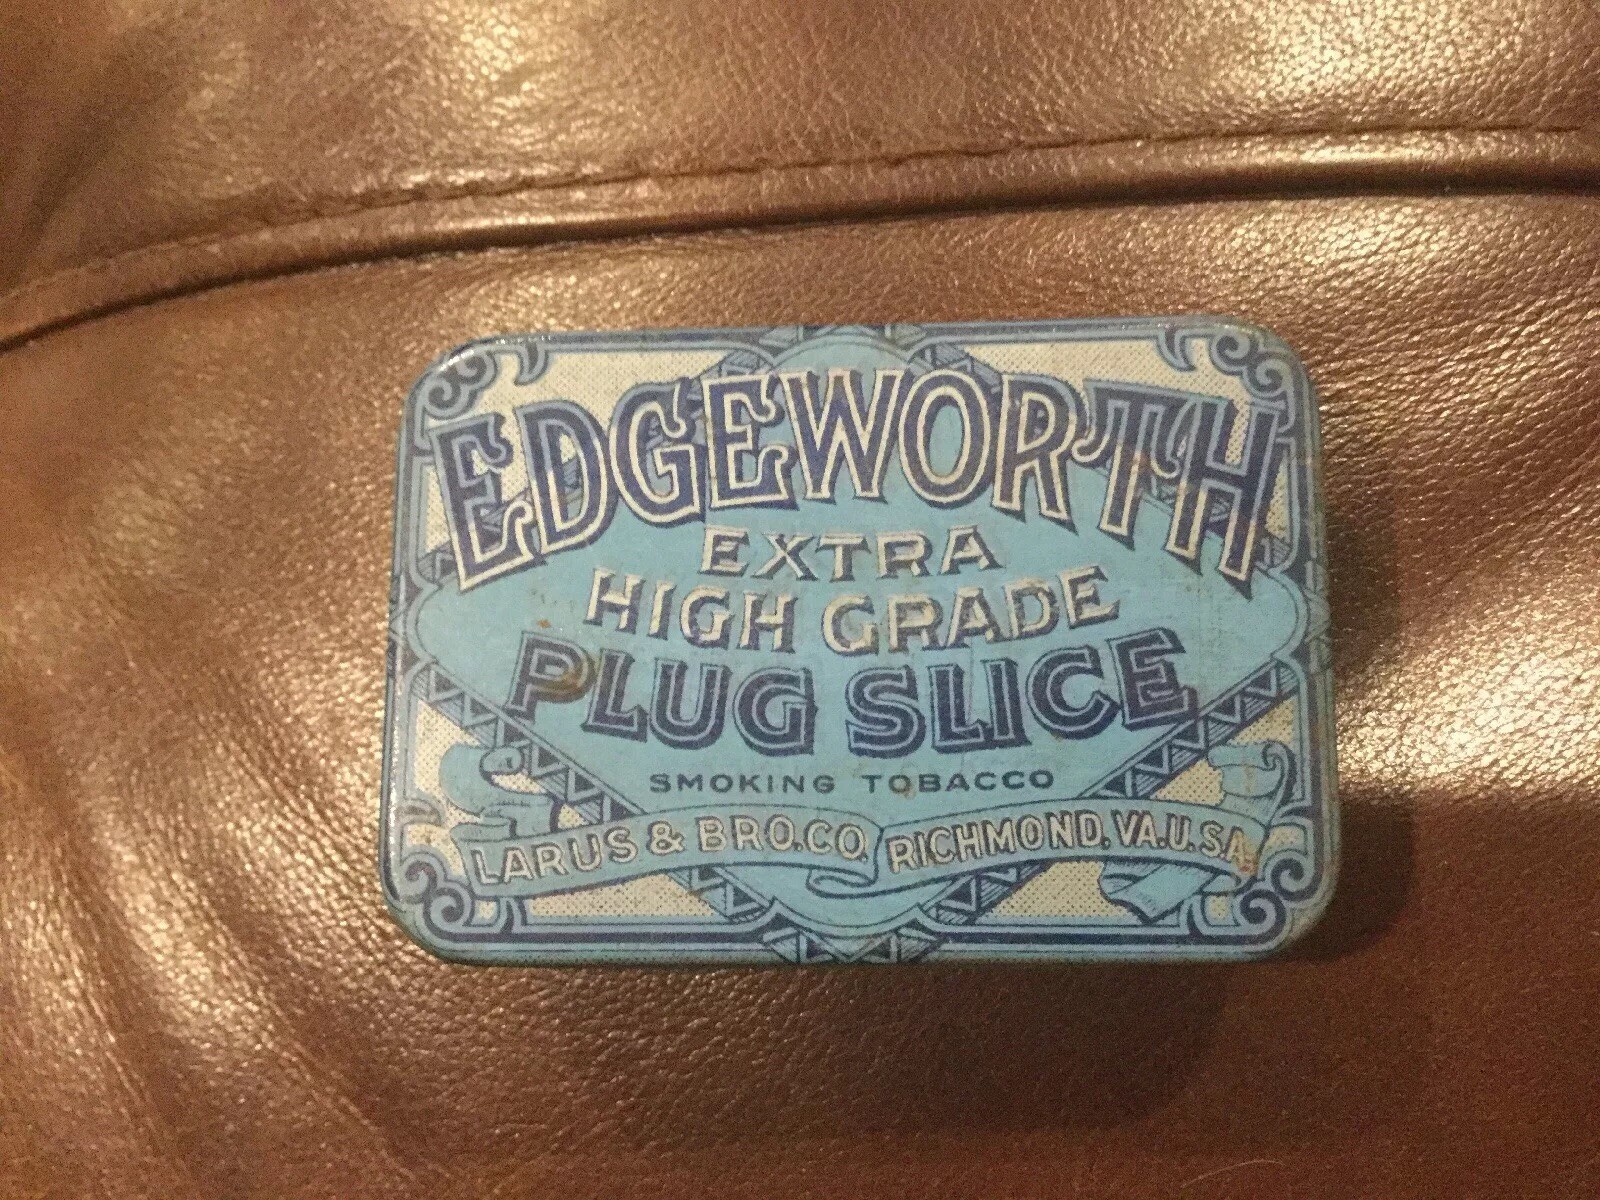 EDGEWORTH
EXTRA
HIGH GRADE
PLUG SLICE
SMOKING TOBACCO
LARUS & BRO. CO. RICHMOND, VA. U.S.A.